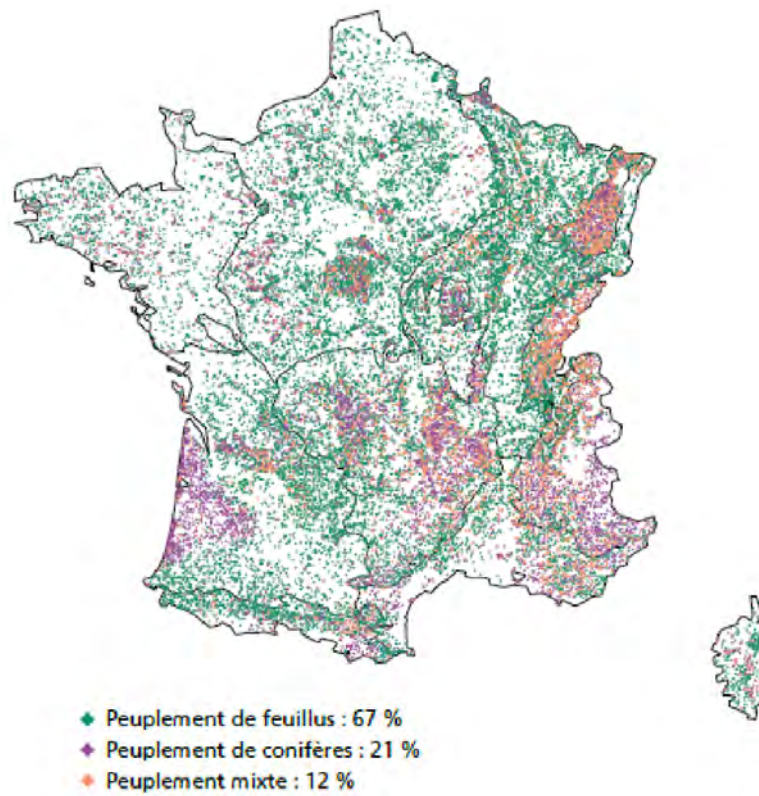 Peuplement de feuillus : 67 %
Peuplement de conifères : 21 %
Peuplement mixte : 12 %